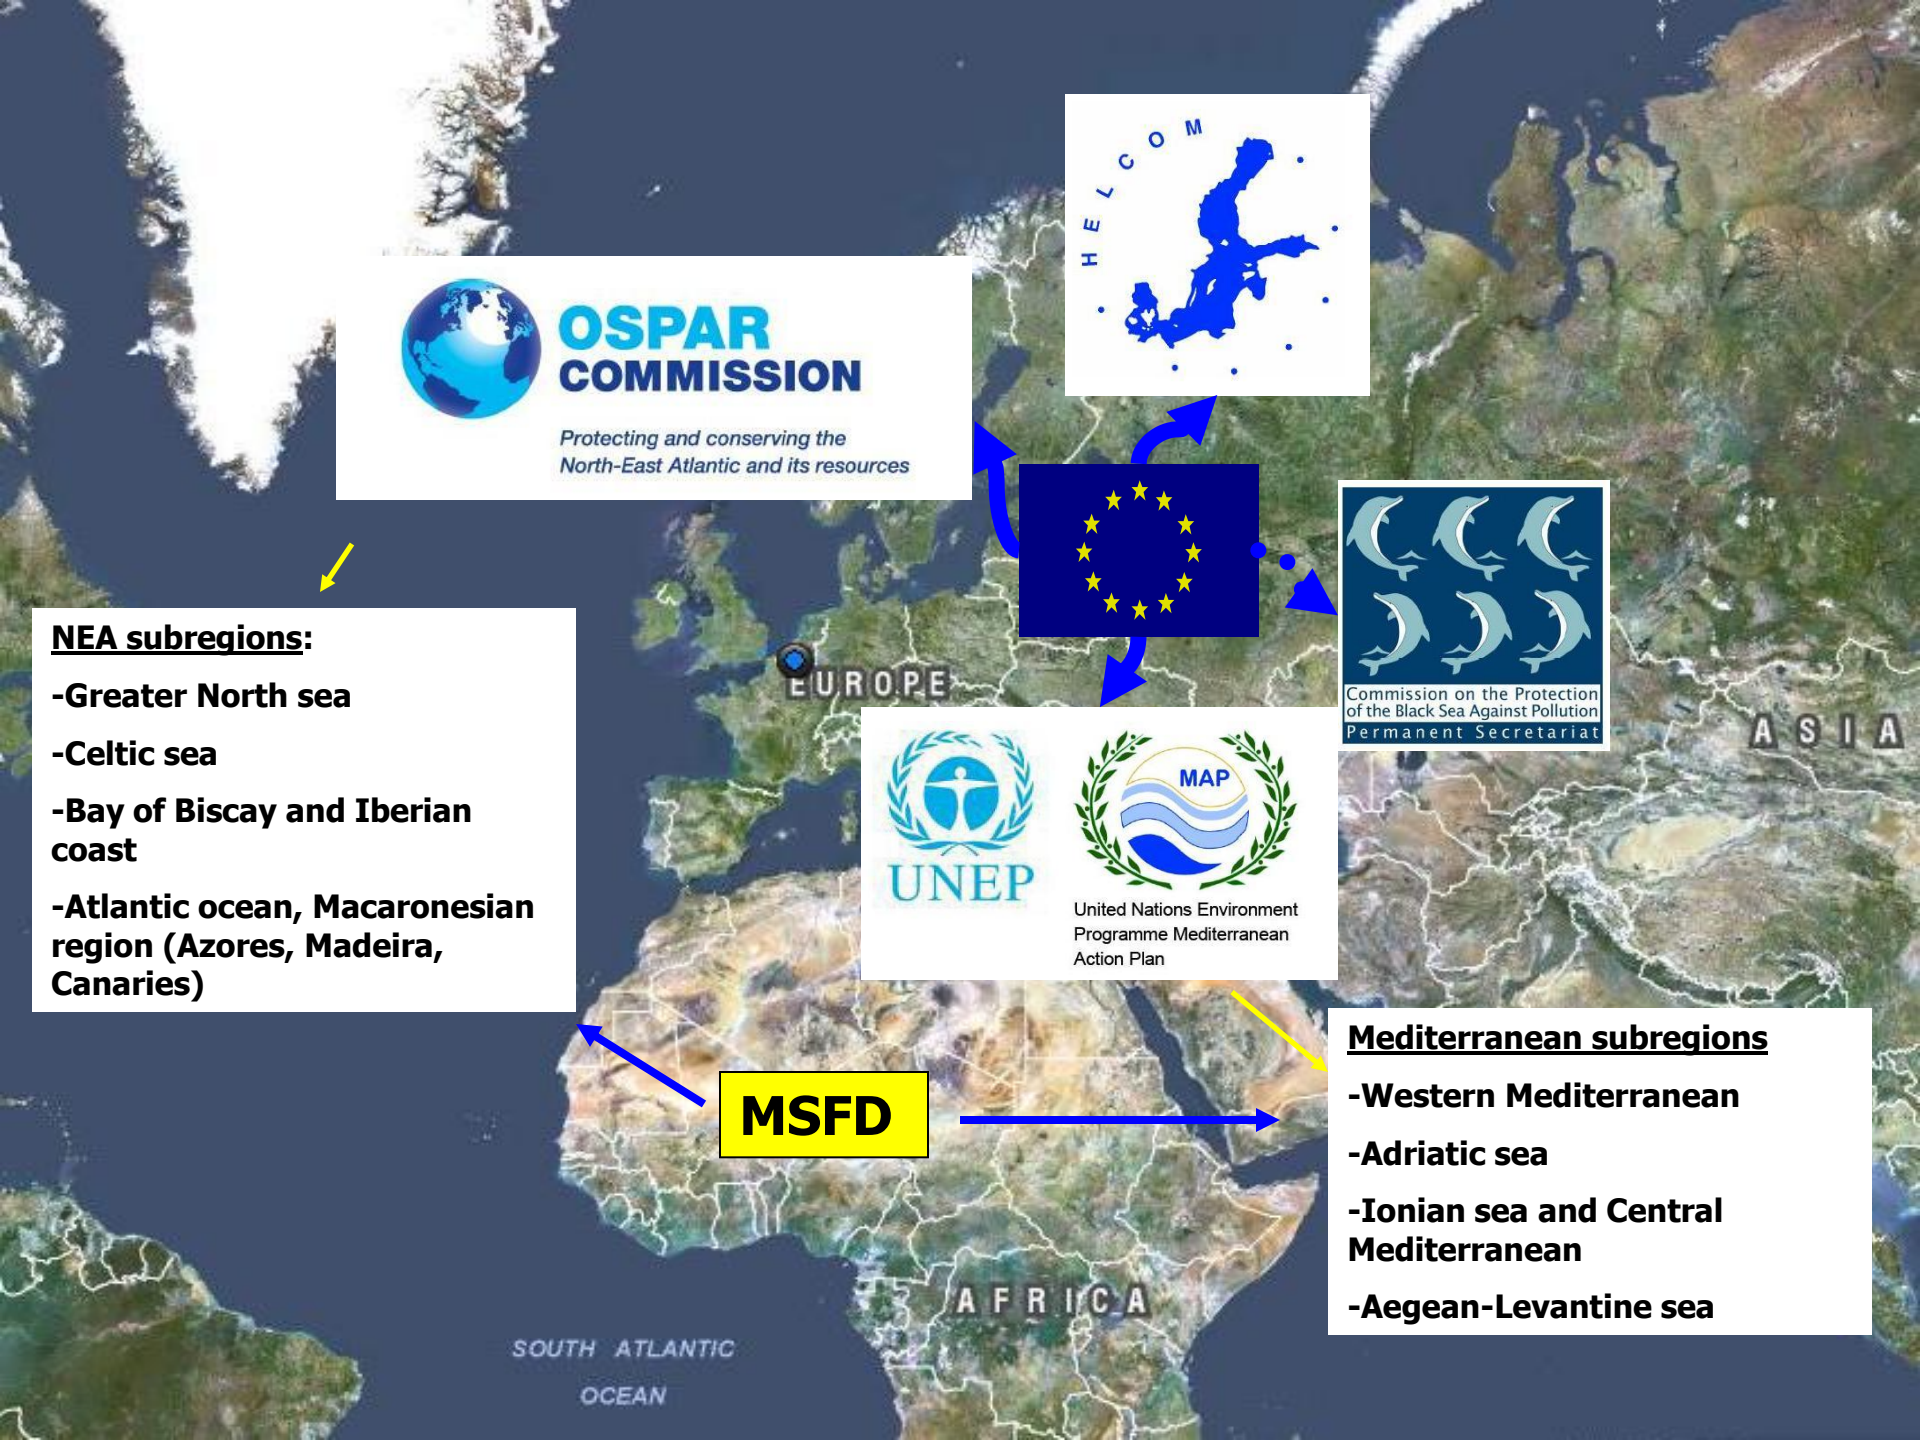 HELCOM
OSPAR
COMMISSION
Protecting and conserving the
North-East Atlantic and its resources
NEA subregions:
-Greater North sea
-Celtic sea
-Bay of Biscay and Iberian
coast
-Atlantic ocean, Macaronesian
region (Azores, Madeira,
Canaries)
EUROPE
Commission on the Protection
of the Black Sea Against Pollution
Permanent Secretariat
ASIA
UNEP
MAP
United Nations Environment
Programme Mediterranean
Action Plan
MSFD
Mediterranean subregions
-Western Mediterranean
-Adriatic sea
-Ionian sea and Central
Mediterranean
-Aegean-Levantine sea
AFRICA
SOUTH ATLANTIC
OCEAN